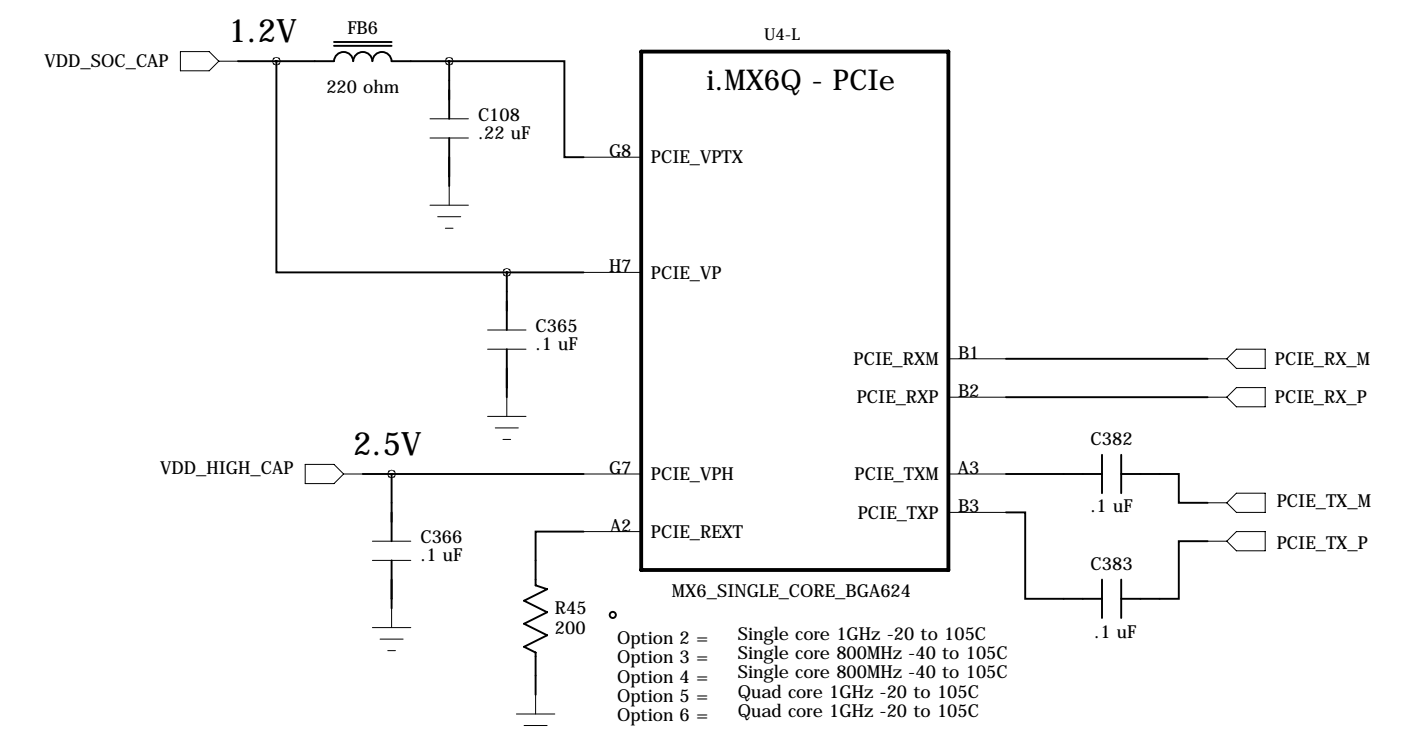 1.2V
FB6
VDD_SOC_CAP
220 ohm
C108
.22 uF
U4-L
i.MX6Q - PCIe
G8 PCIE_VPTX
H7 PCIE_VP
C365
.1 uF
PCIE_RXM B1
PCIE_RX_M
PCIE_RXP B2
PCIE_RX_P
2.5V
VDD_HIGH_CAP
G7 PCIE_VPH
C382
PCIE_TXM A3
.1 uF
PCIE_TX_M
PCIE_TXP B3
A2 PCIE_REXT
PCIE_TX_P
C366
.1 uF
C383
.1 uF
R45
200
MX6_SINGLE_CORE_BGA624
Option 2 = Single core 1GHz -20 to 105C
Option 3 = Single core 800MHz -40 to 105C
Option 4 = Single core 800MHz -40 to 105C
Option 5 = Quad core 1GHz -20 to 105C
Option 6 = Quad core 1GHz -20 to 105C